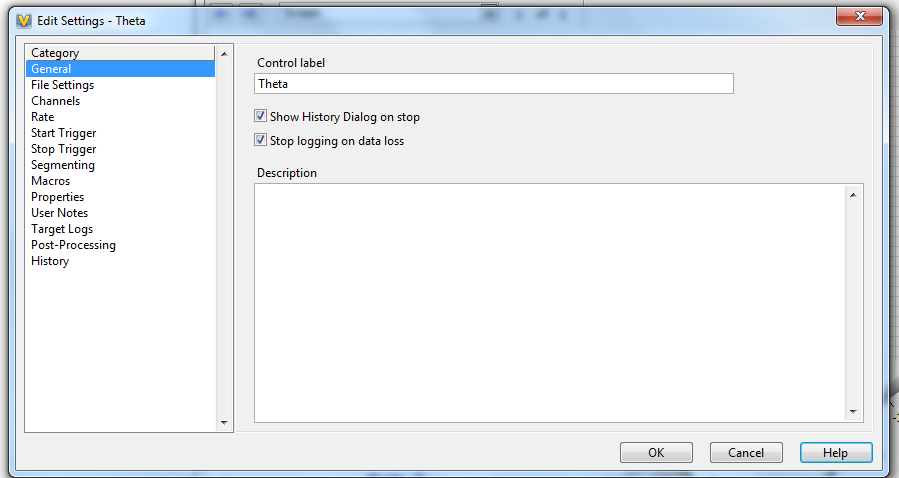 Edit Settings - Theta
Category
General
File Settings
Channels
Rate
Start Trigger
Stop Trigger
Segmenting
Macros
Properties
User Notes
Target Logs
Post-Processing
History
Control label
Theta
Show History Dialog on stop
Stop logging on data loss
Description
OK
Cancel
Help